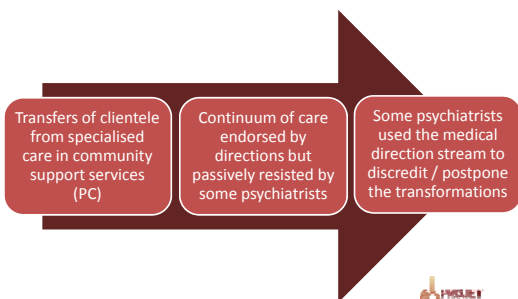 Transfers of clientele
from specialised
care in community
support services
(PC)
Continuum of care
endorsed by
directions but
passively resisted by
some psychiatrists
Some psychiatrists
used the medical
direction stream to
discredit / postpone
the transformations